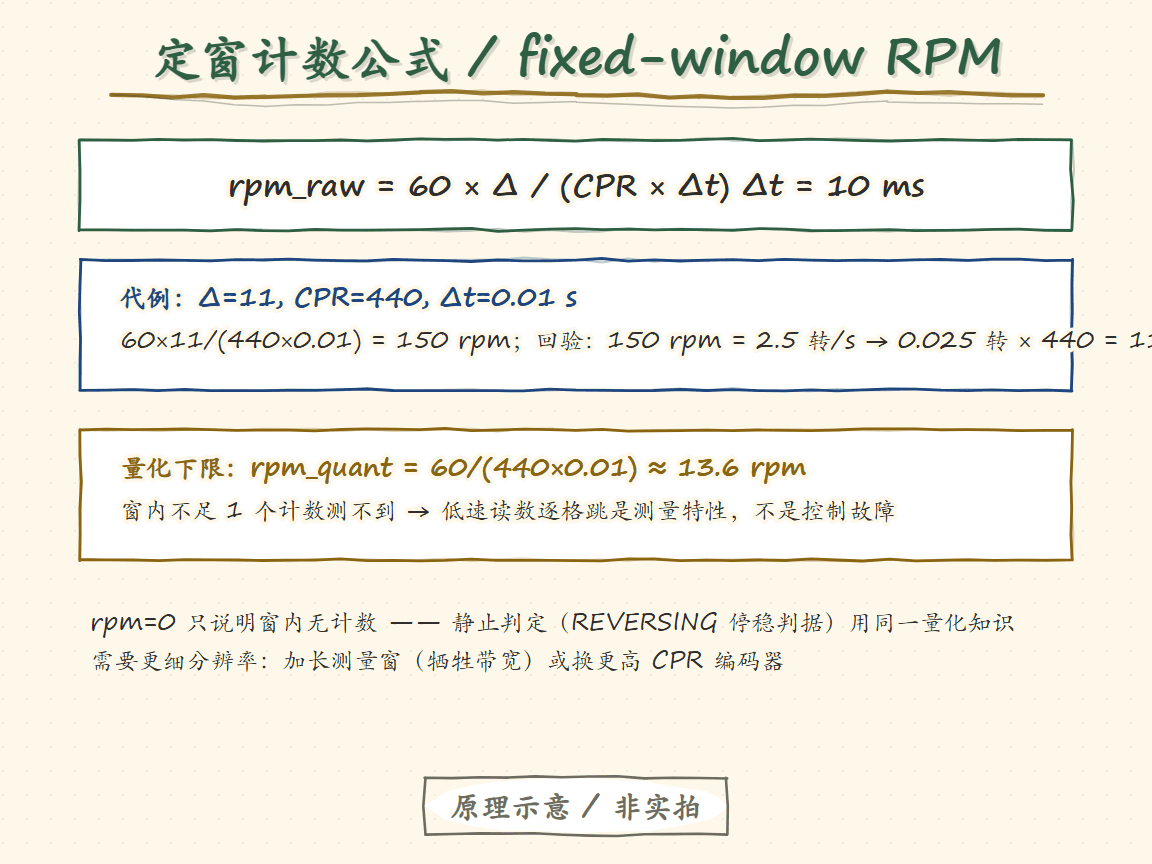 定窗计数公式 / fixed-window RPM
rpm_raw = 60 × Δ / (CPR × Δt) Δt = 10 ms
代例：Δ=11, CPR=440, Δt=0.01 s
60×11/(440×0.01) = 150 rpm；回验：150 rpm = 2.5 转/s → 0.025 转 × 440 = 11
量化下限：rpm_quant = 60/(440×0.01) ≈ 13.6 rpm
窗内不足 1 个计数测不到 → 低速读数逐格跳是测量特性，不是控制故障
rpm=0 只说明窗内无计数 —— 静止判定（REVERSING 停稳判据）用同一量化知识
需要更细分辨率：加长测量窗（牺牲带宽）或换更高 CPR 编码器
原理示意 / 非实拍